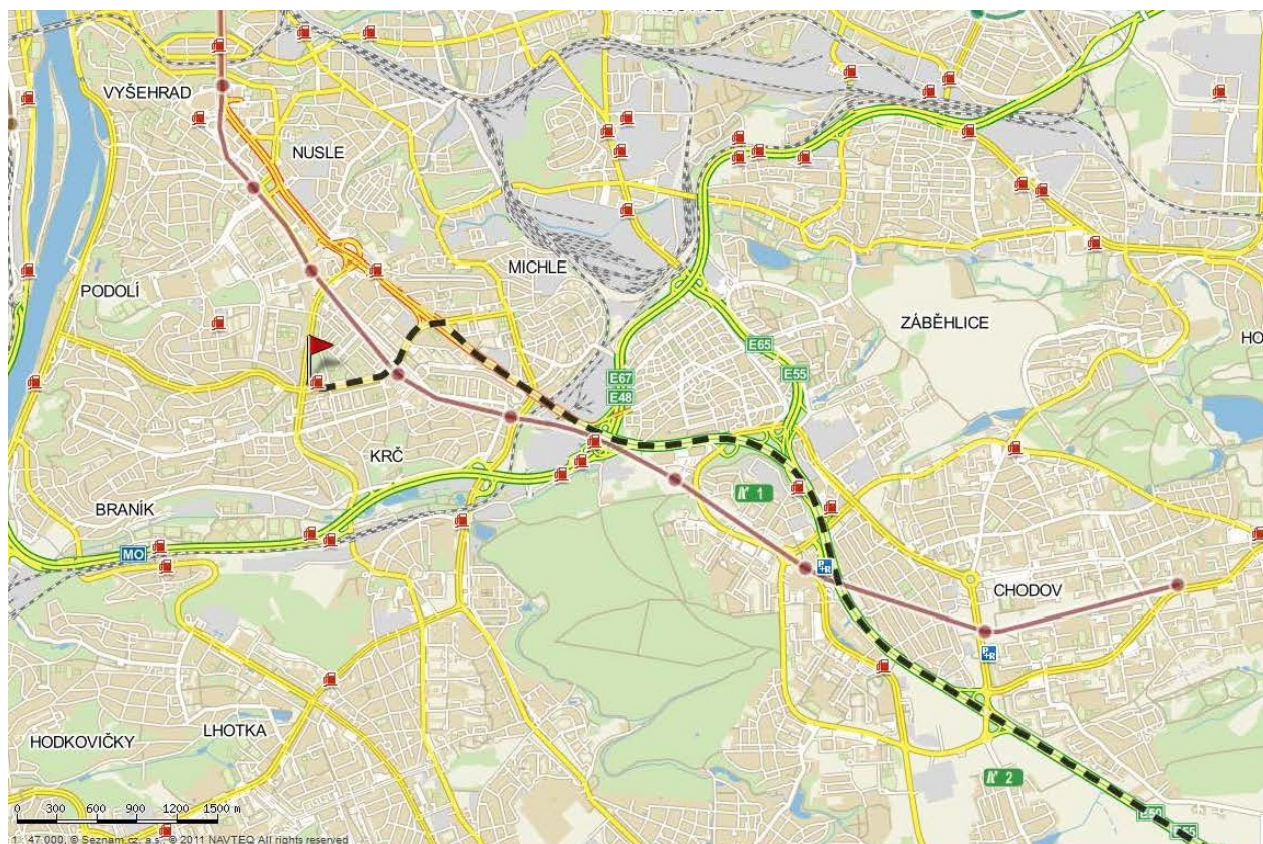 VYŠEHRAD
NUSLE
MICHLE
PODOLÍ
ZÁBĚHLICE
HO
E65
E55
E67
E48
KRČ
1
BRANÍK
MO
P+R
CHODOV
P+R
LHOTKA
HODKOVIČKY
2
0 300 600 900 1200 1500 m
E50
E55
1 : 47 000, © Seznam.cz, a.s., © 2011 NAVTEQ All rights reserved